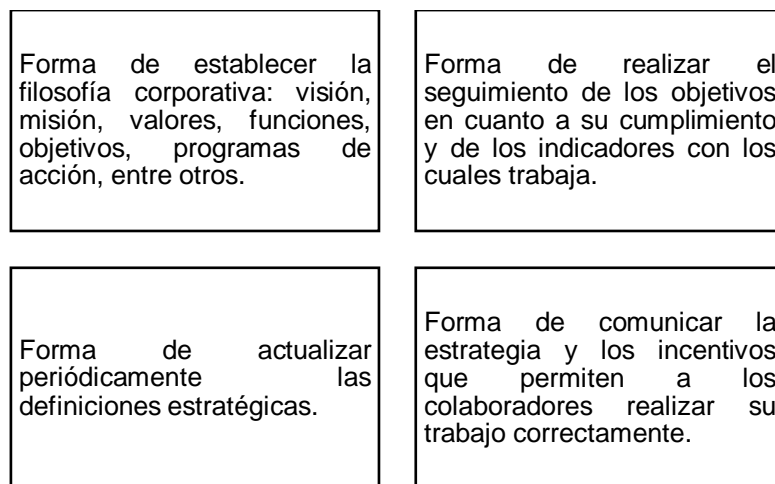 Forma de establecer la
filosofía corporativa: visión,
misión, valores, funciones,
objetivos, programas de
acción, entre otros.
Forma de realizar el
seguimiento de los objetivos
en cuanto a su cumplimiento
y de los indicadores con los
cuales trabaja.
Forma de actualizar
periódicamente las
definiciones estratégicas.
Forma de comunicar la
estrategia y los incentivos
que permiten a los
colaboradores realizar su
trabajo correctamente.